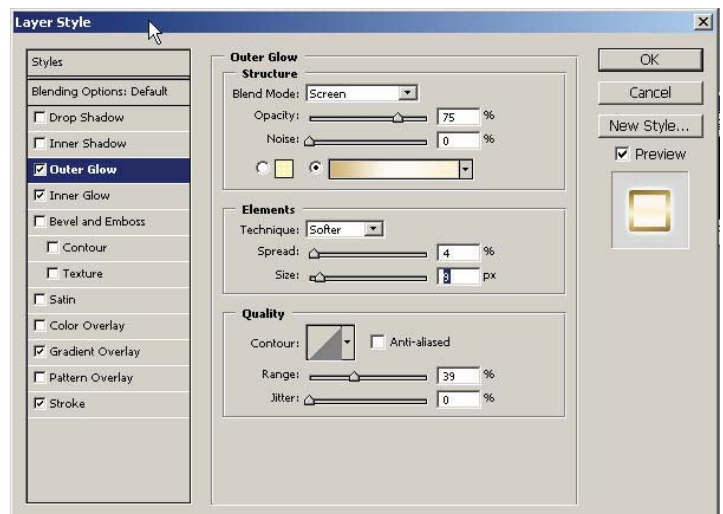 Layer Style
Styles
Blending Options: Default
Drop Shadow
Inner Shadow
Outer Glow
Inner Glow
Bevel and Emboss
Contour
Texture
Satin
Color Overlay
Gradient Overlay
Pattern Overlay
Stroke
Outer Glow
Structure
Blend Mode: Screen
Opacity: 75 %
Noise: 0 %
Elements
Technique: Softer
Spread: 4 %
Size: px
Quality
Contour: Anti-aliased
Range: 39 %
Jitter: 0 %
OK
Cancel
New Style...
Preview